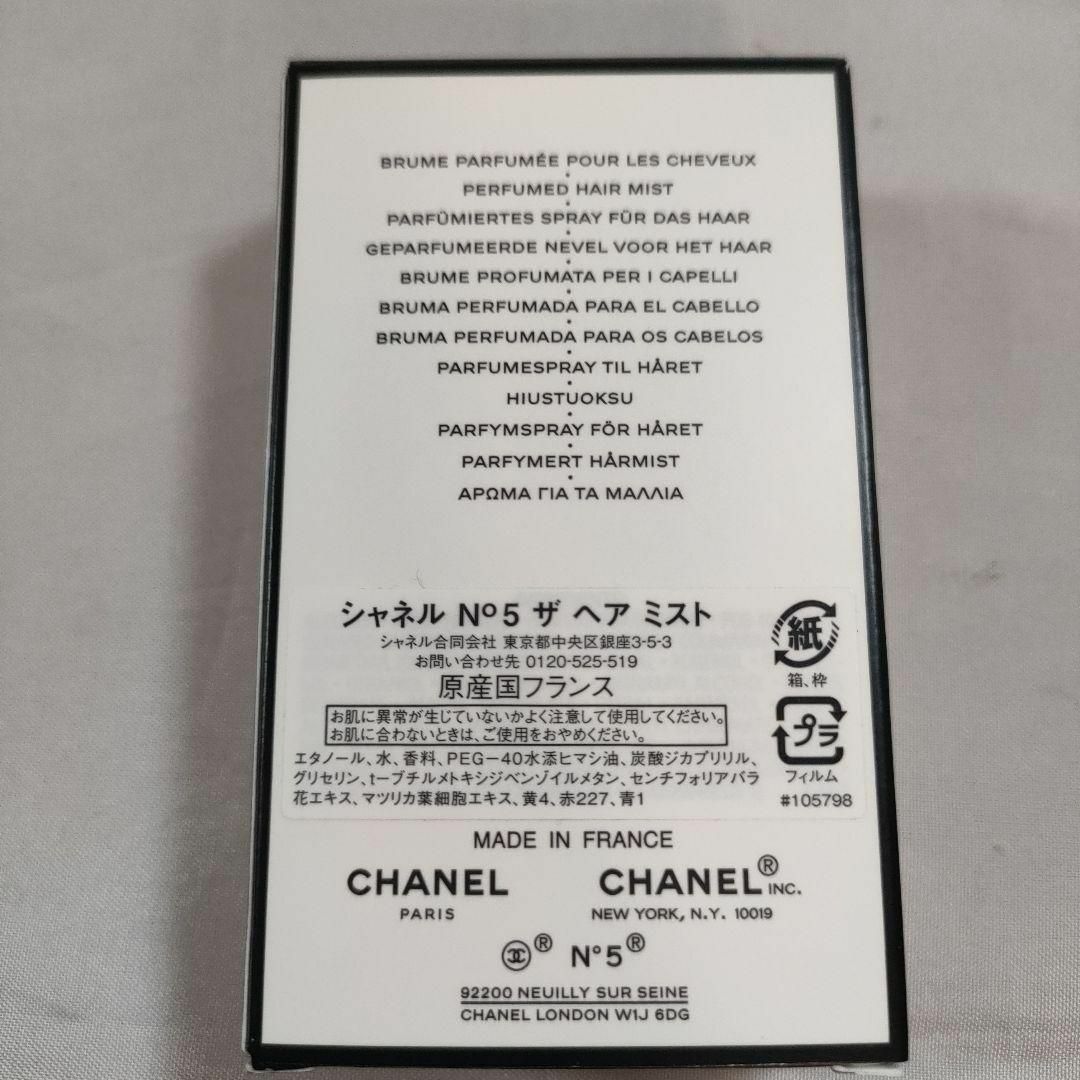 BRUME PARFUMÉE POUR LES CHEVEUX
PERFUMED HAIR MIST
PARFÜMIERTES SPRAY FÜR DAS HAAR
GEPARFUMEERDE NEVEL VOOR HET HAAR
BRUME PROFUMATA PER I CAPELLI
BRUMA PERFUMADA PARA EL CABELLO
BRUMA PERFUMADA PARA OS CABELOS
PARFUMESPRAY TIL HÅRET
HIUSTUOKSU
PARFYMSPRAY FÖR HÅRET
PARFYMERT HÅRMIST
ΑΡΩΜΑ ΓΙΑ ΤΑ ΜΑΛΛΙΑ
シャネル Nº5 ザ ヘア ミスト
シャネル合同会社 東京都中央区銀座3-5-3
お問い合わせ先 0120-525-519
原産国フランス
お肌に異常が生じていないかよく注意して使用してください。
お肌に合わないときは、ご使用をおやめください。
エタノール、水、香料、PEGー40水添ヒマシ油、炭酸ジカプリリル、
グリセリン、tーブチルメトキシジベンゾイルメタン、センチフォリアバラ
花エキス、マツリカ葉細胞エキス、黄4、赤227、青1
紙
箱、枠
プラ
フィルム
#105798
MADE IN FRANCE
CHANEL
PARIS
CHANEL® INC.
NEW YORK, N.Y. 10019
® N°5®
92200 NEUILLY SUR SEINE
CHANEL LONDON W1J 6DG